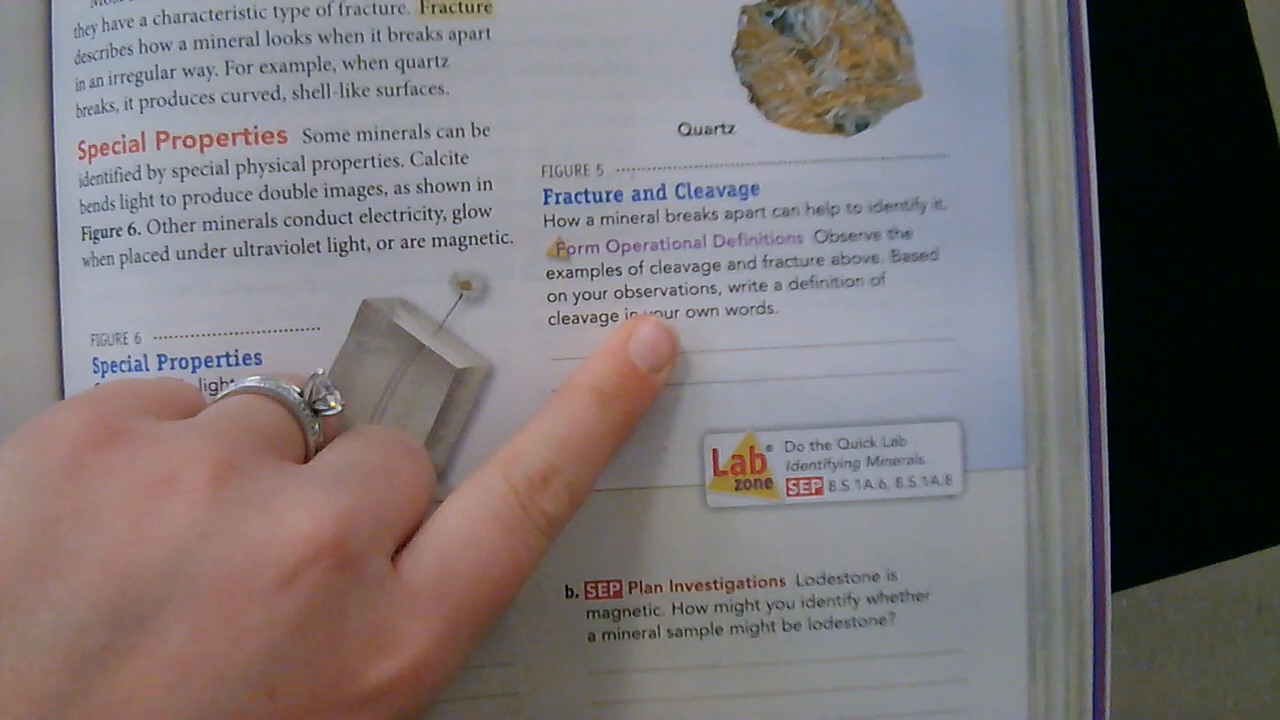 they have a characteristic type of fracture. Fracture
describes how a mineral looks when it breaks apart
in an irregular way. For example, when quartz
breaks, it produces curved, shell-like surfaces.
Special Properties Some minerals can be
identified by special physical properties. Calcite
bends light to produce double images, as shown in
Figure 6. Other minerals conduct electricity, glow
when placed under ultraviolet light, or are magnetic.
FIGURE 6
Special Properties
light
Quartz
FIGURE 5
Fracture and Cleavage
How a mineral breaks apart can help to identify it.
Form Operational Definitions Observe the
examples of cleavage and fracture above. Based
on your observations, write a definition of
cleavage in your own words.
Lab zone
Do the Quick Lab
Identifying Minerals.
SEP 8.S.1A.6, 8.S.1A.8
b. SEP Plan Investigations Lodestone is
magnetic. How might you identify whether
a mineral sample might be lodestone?